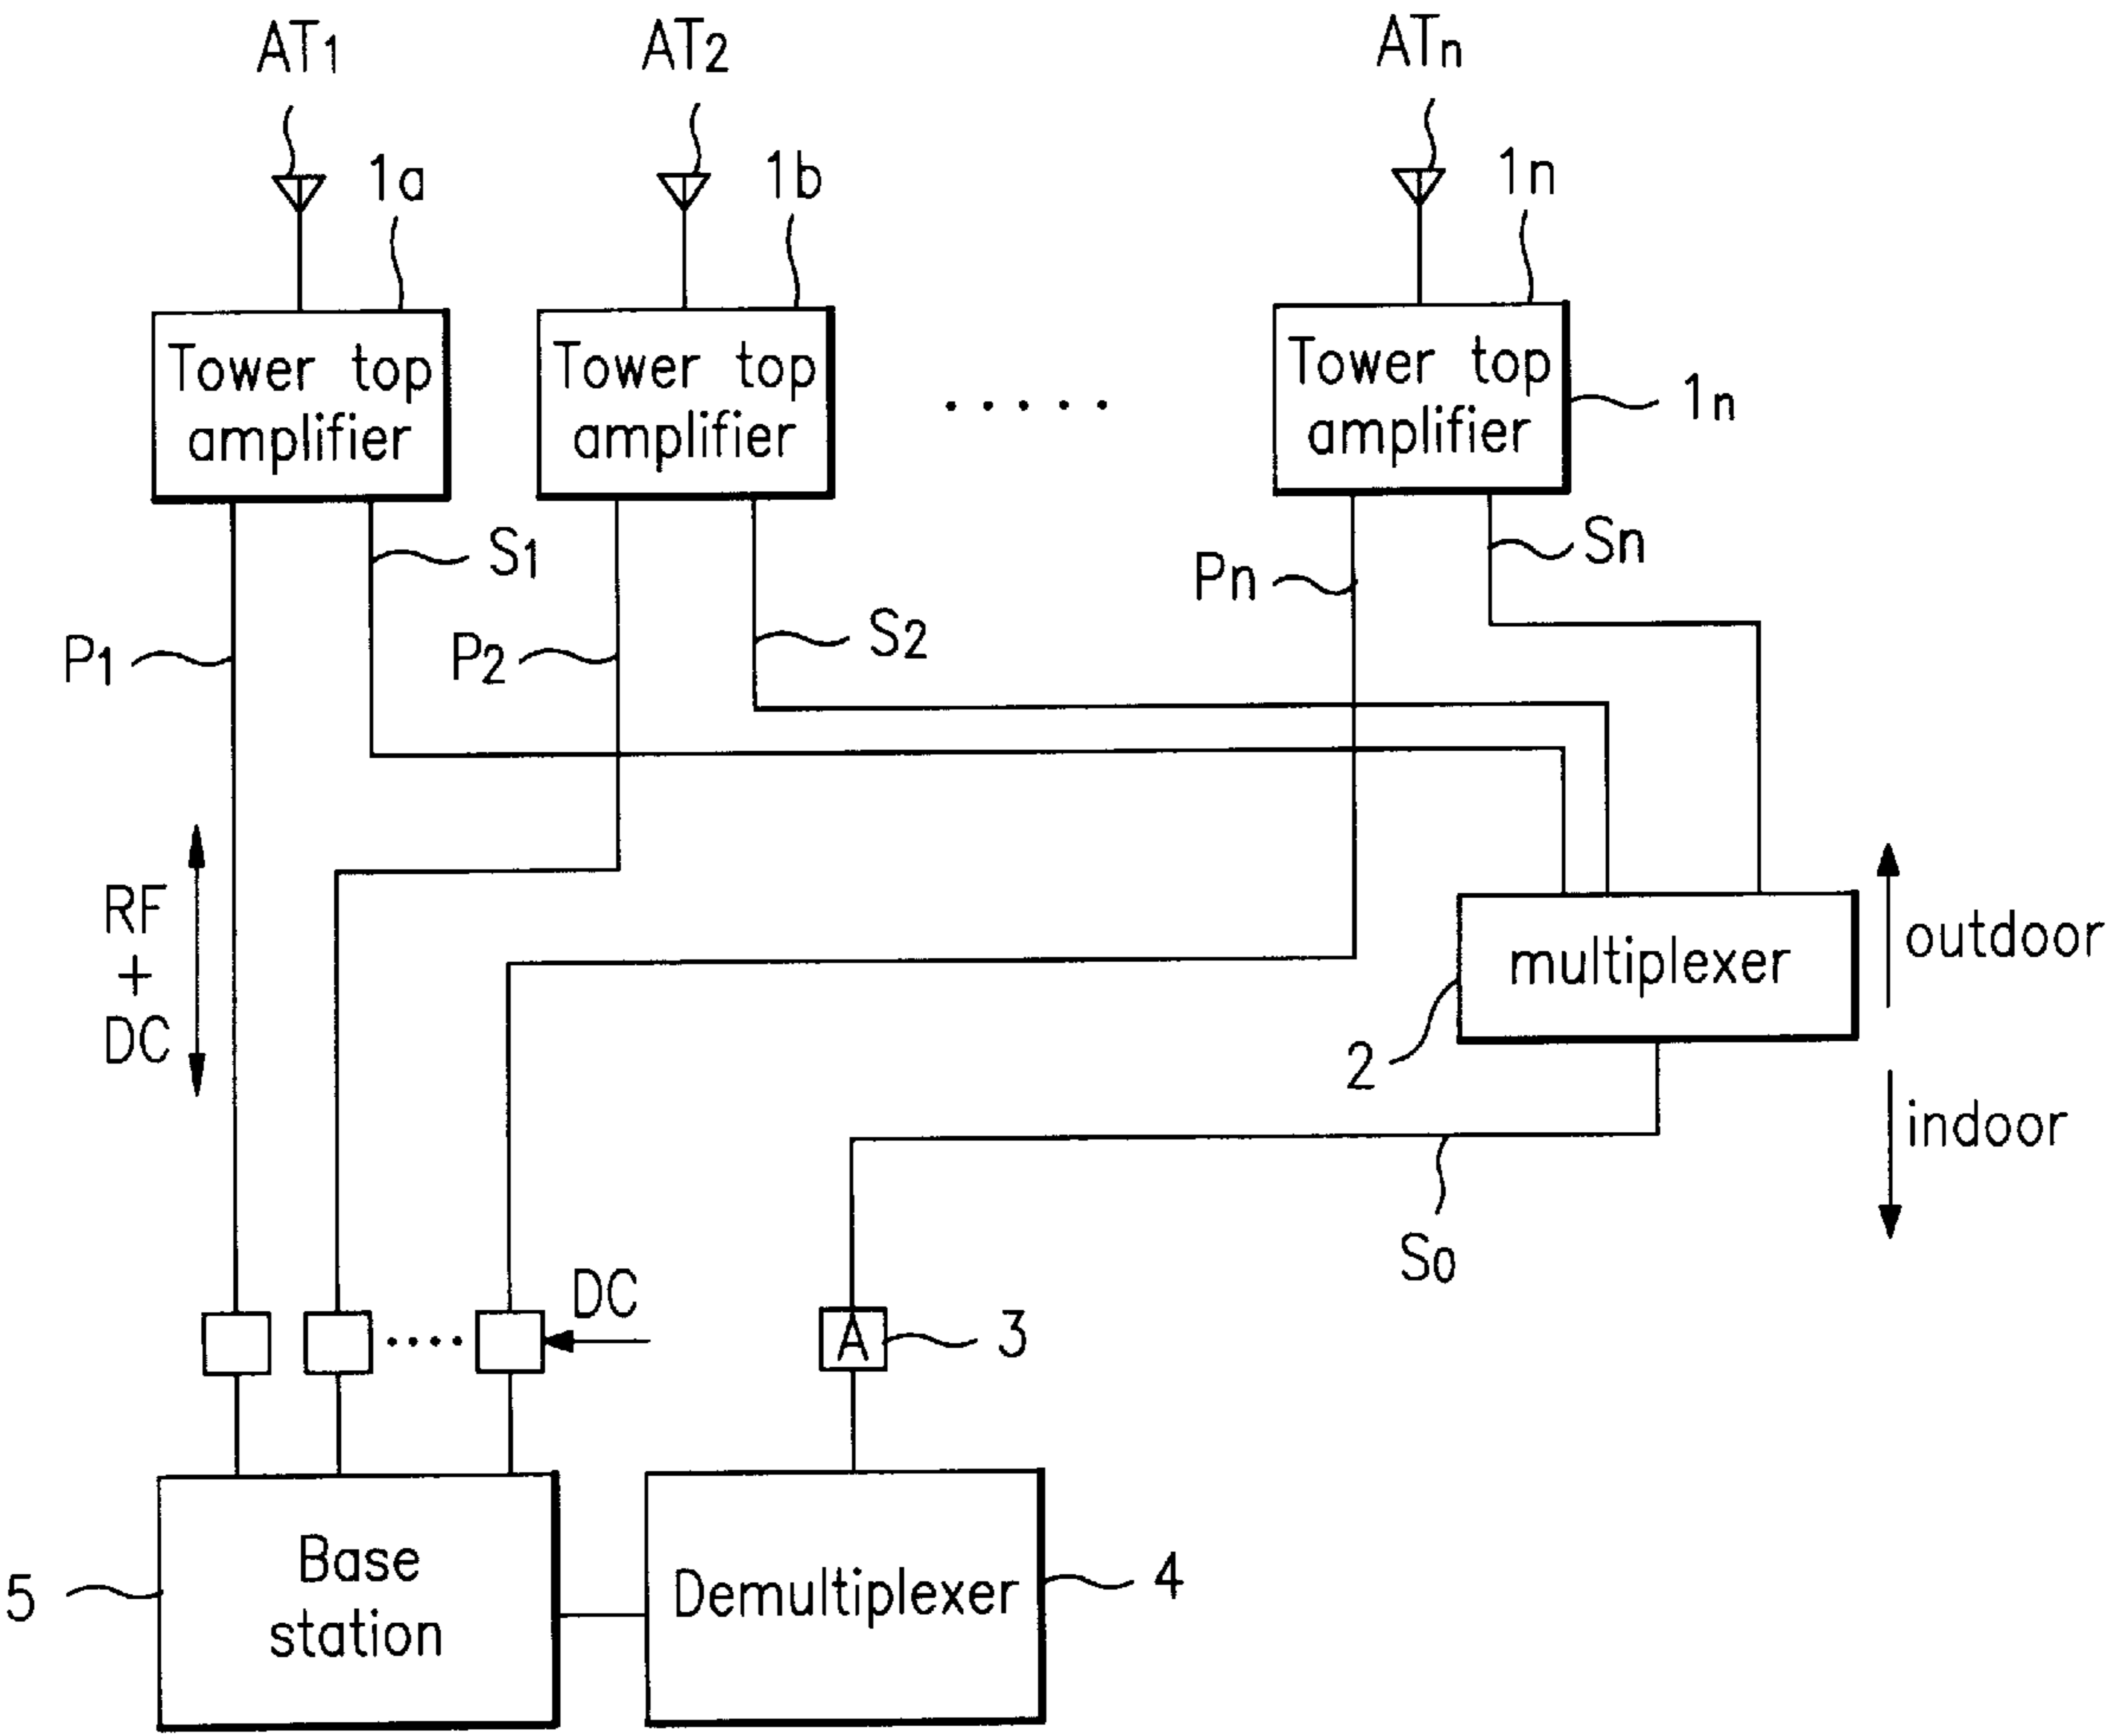 AT1
AT2
ATn
1a
1b
1n
Tower top
amplifier
Tower top
amplifier
Tower top
amplifier
1n
S1
S2
Sn
P1
P2
Pn
RF
+
DC
multiplexer
2
outdoor
indoor
S0
DC
A
3
Base
station
5
Demultiplexer
4